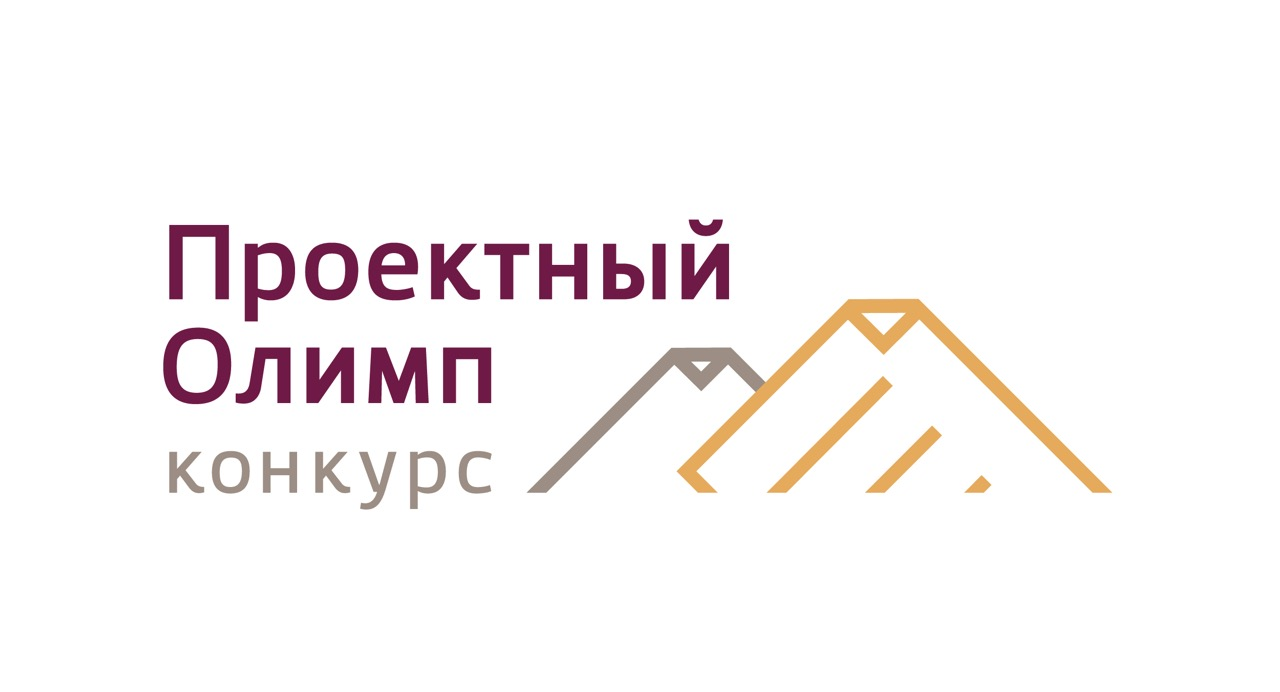 Проектный
Олимп
конкурс